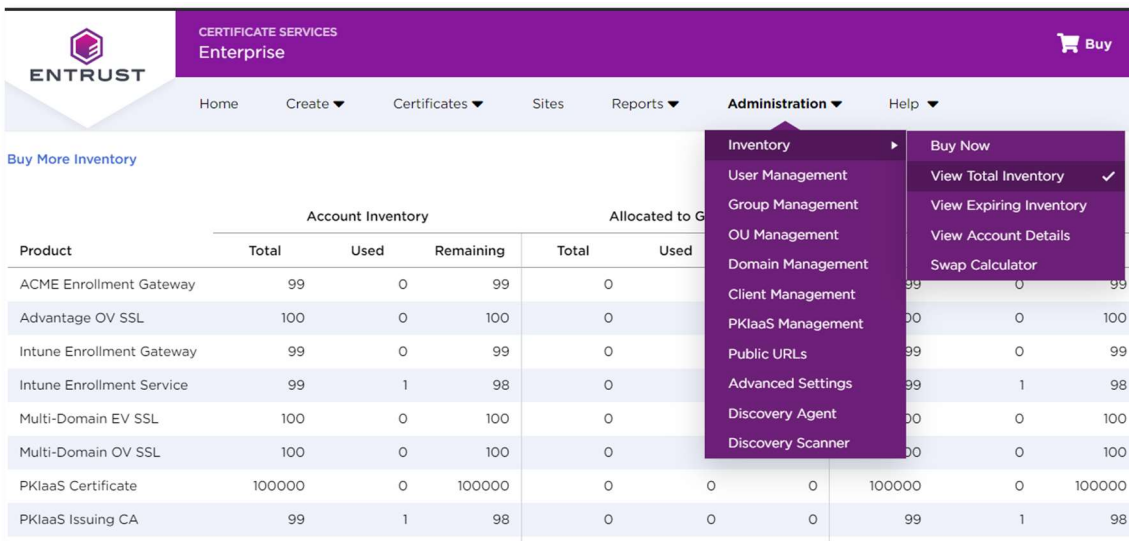 ENTRUST
CERTIFICATE SERVICES
Enterprise
Buy
Home Create Certificates Sites Reports Administration Help
Buy More Inventory
Inventory
User Management
Group Management
OU Management
Domain Management
Client Management
PKIaaS Management
Public URLs
Advanced Settings
Discovery Agent
Discovery Scanner
Buy Now
View Total Inventory
View Expiring Inventory
View Account Details
Swap Calculator
Account Inventory Allocated to G
Product Total Used Remaining Total Used
ACME Enrollment Gateway 99 0 99 0 99 0 99
Advantage OV SSL 100 0 100 0 00 0 100
Intune Enrollment Gateway 99 0 99 0 99 0 99
Intune Enrollment Service 99 1 98 0 99 1 98
Multi-Domain EV SSL 100 0 100 0 00 0 100
Multi-Domain OV SSL 100 0 100 0 00 0 100
PKIaaS Certificate 100000 0 100000 0 0 0 100000 0 100000
PKIaaS Issuing CA 99 1 98 0 0 0 99 1 98